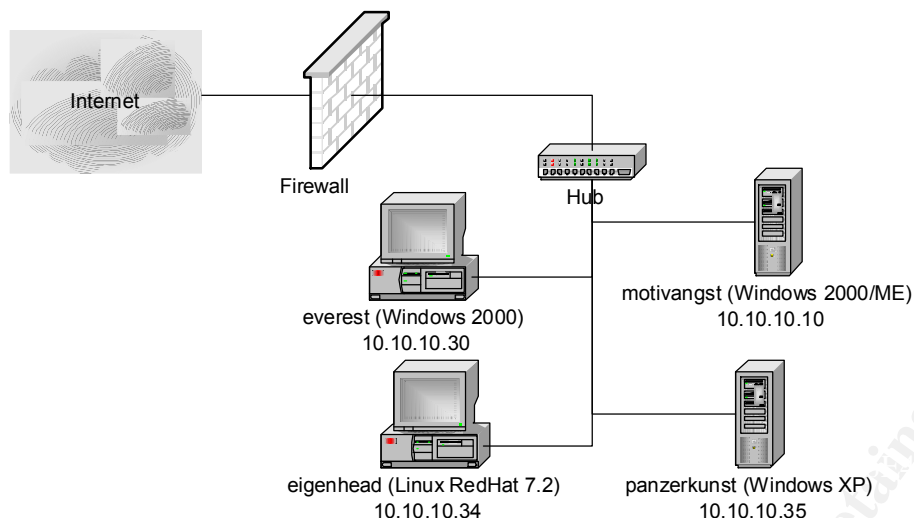 Internet
Firewall
Hub
everest (Windows 2000)
10.10.10.30
motivangst (Windows 2000/ME)
10.10.10.10
eigenhead (Linux RedHat 7.2)
10.10.10.34
panzerkunst (Windows XP)
10.10.10.35